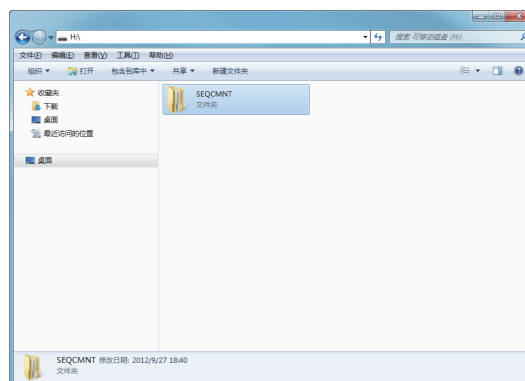 H:\
搜索 可移动磁盘 (H:)
文件(F) 编辑(E) 查看(V) 工具(T) 帮助(H)
组织 打开 包含到库中 共享 新建文件夹
收藏夹
下载
桌面
最近访问的位置
桌面
SEQCMNT
文件夹
SEQCMNT 修改日期: 2012/9/27 18:40
文件夹